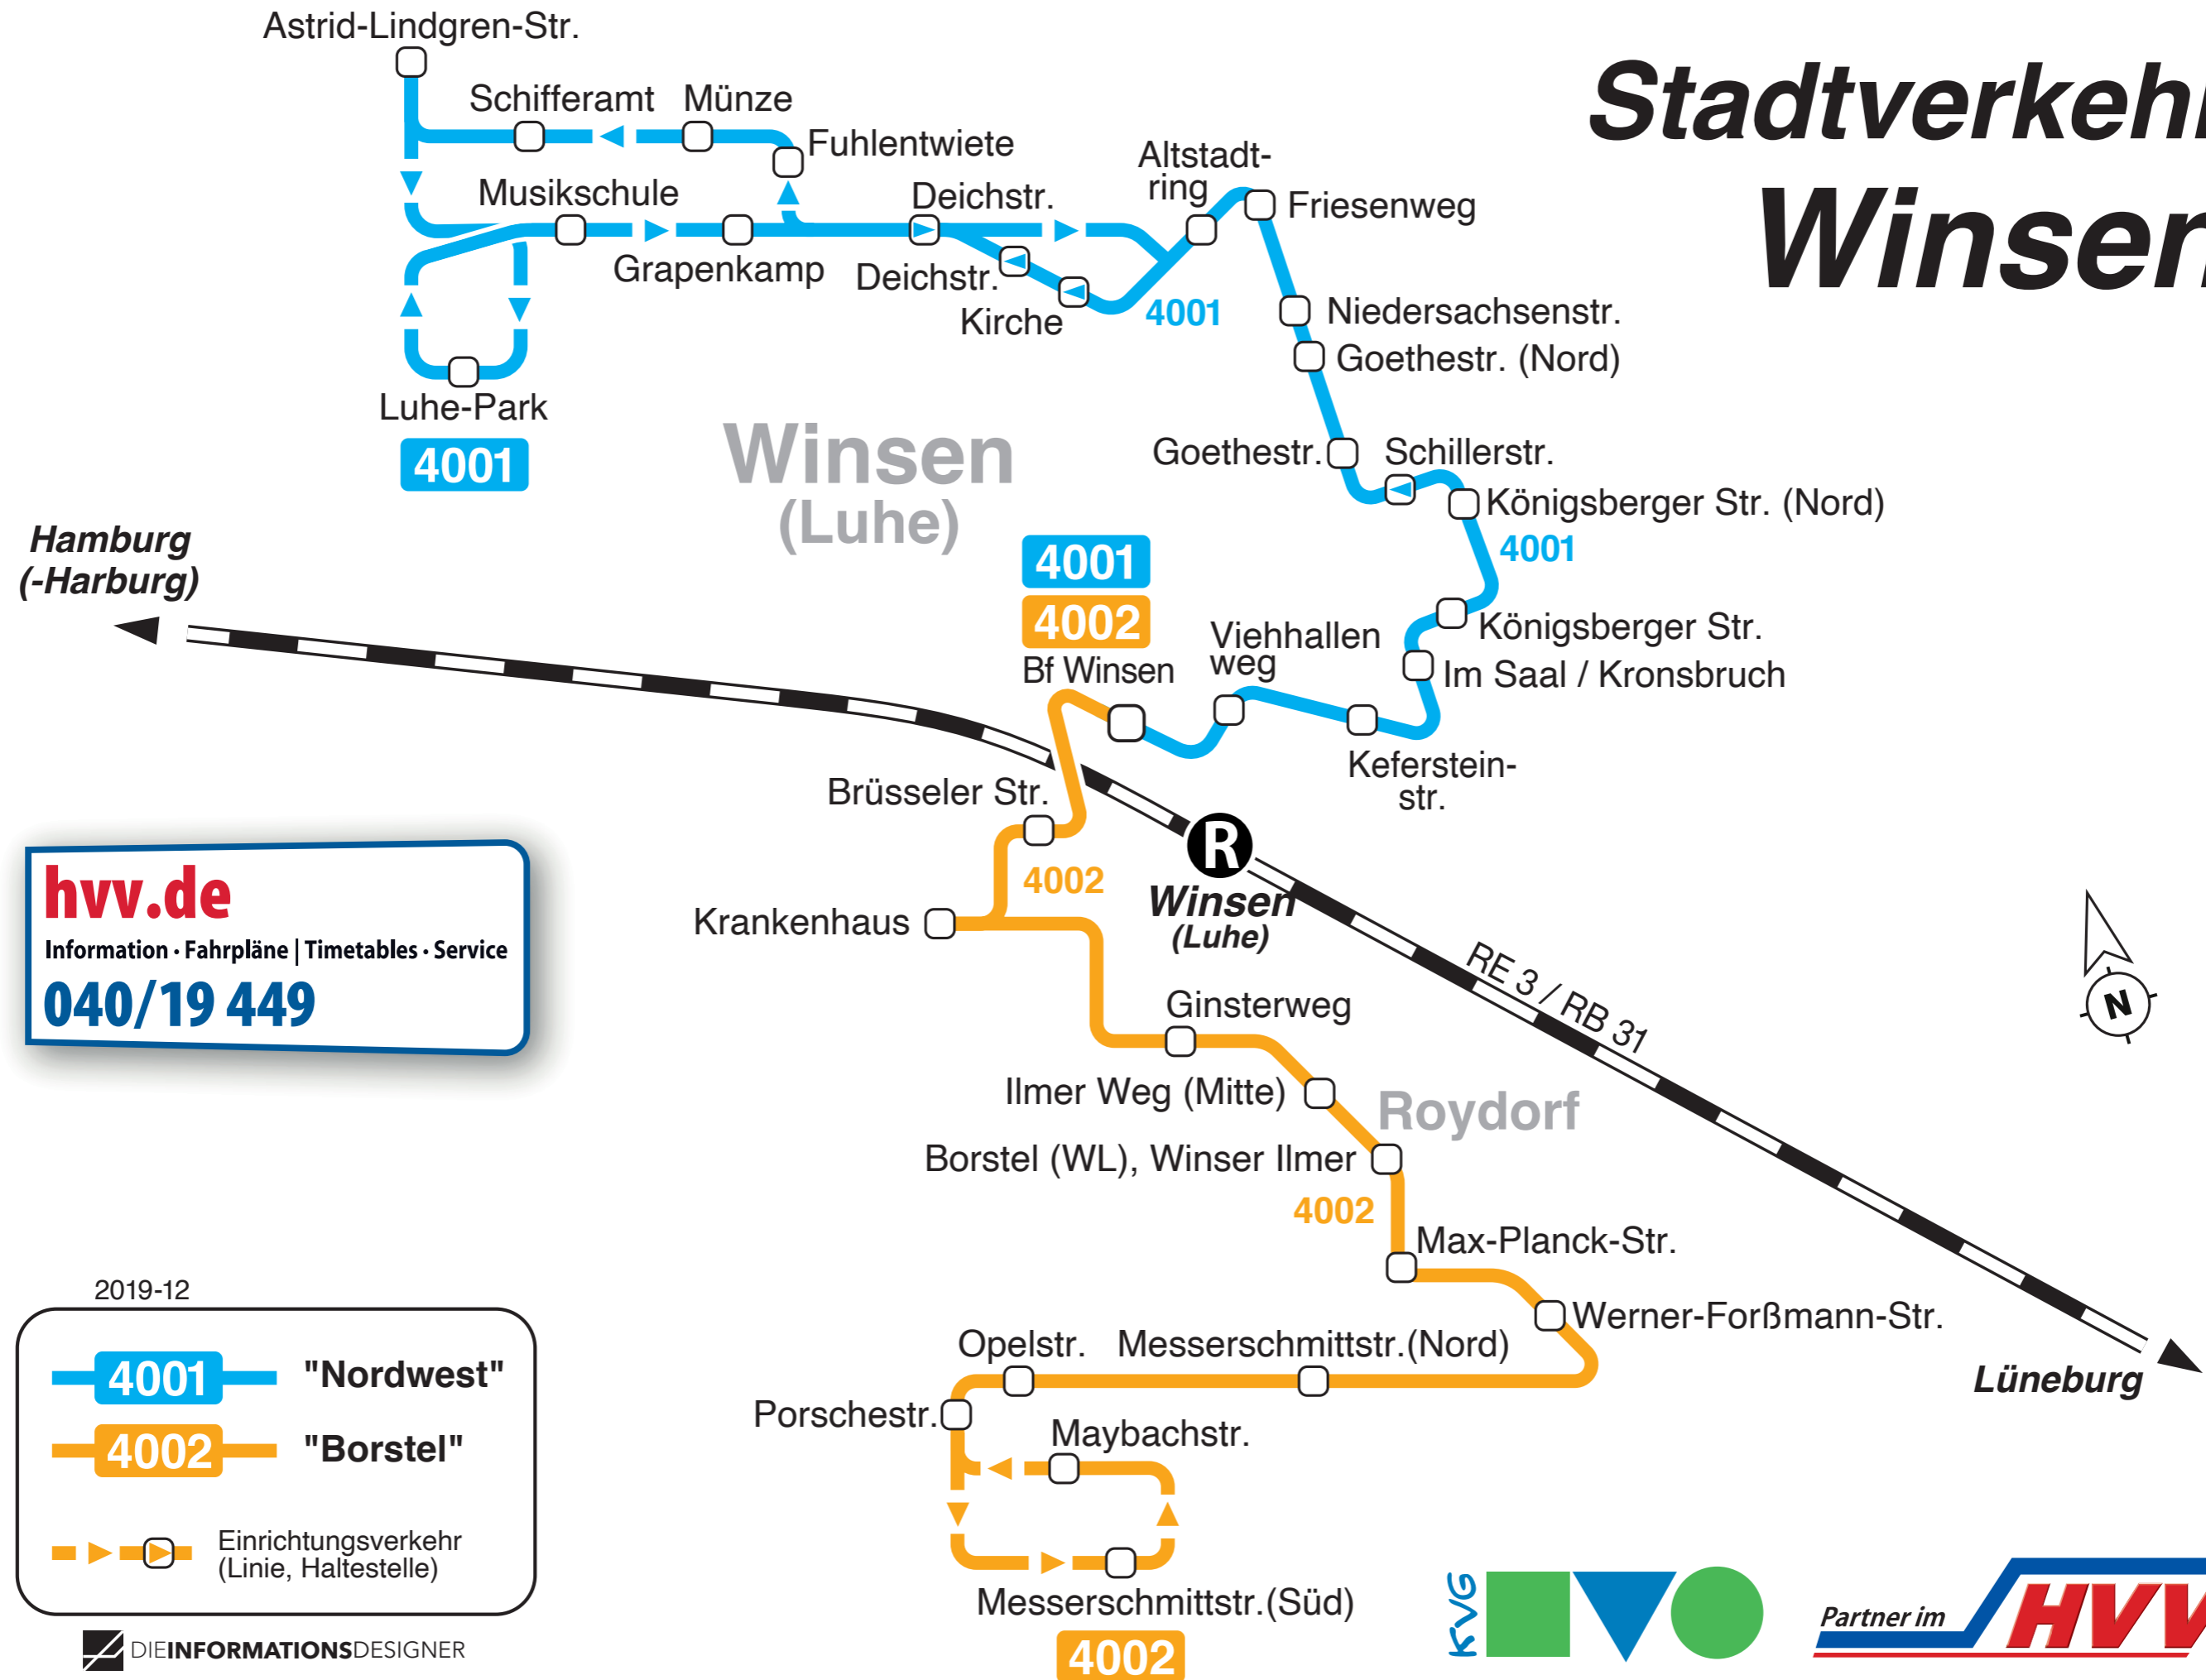 Astrid-Lindgren-Str.
Stadtverkehr
Winsen
Schifferamt
Münze
Fuhlentwiete
Altstadt-
ring
Friesenweg
Musikschule
Deichstr.
Grapenkamp
Deichstr.
Kirche
4001
Niedersachsenstr.
Goethestr. (Nord)
Luhe-Park
4001
Winsen
(Luhe)
Goethestr.
Schillerstr.
Königsberger Str. (Nord)
4001
Hamburg
(-Harburg)
4001
4002
Bf Winsen
Viehhallen
weg
Königsberger Str.
Im Saal / Kronsbruch
Keferstein-
str.
Brüsseler Str.
4002
R
Winsen
(Luhe)
hvv.de
Information · Fahrpläne | Timetables · Service
040/19 449
Krankenhaus
RE 3 / RB 31
N
Ginsterweg
Ilmer Weg (Mitte)
Roydorf
Borstel (WL), Winser Ilmer
4002
Max-Planck-Str.
Werner-Forßmann-Str.
Lüneburg
Opelstr.
Messerschmittstr.(Nord)
Porschestr.
Maybachstr.
Messerschmittstr.(Süd)
4002
2019-12
4001 "Nordwest"
4002 "Borstel"
Einrichtungsverkehr
(Linie, Haltestelle)
DIEINFORMATIONSDESIGNER
KVG
Partner im HVV